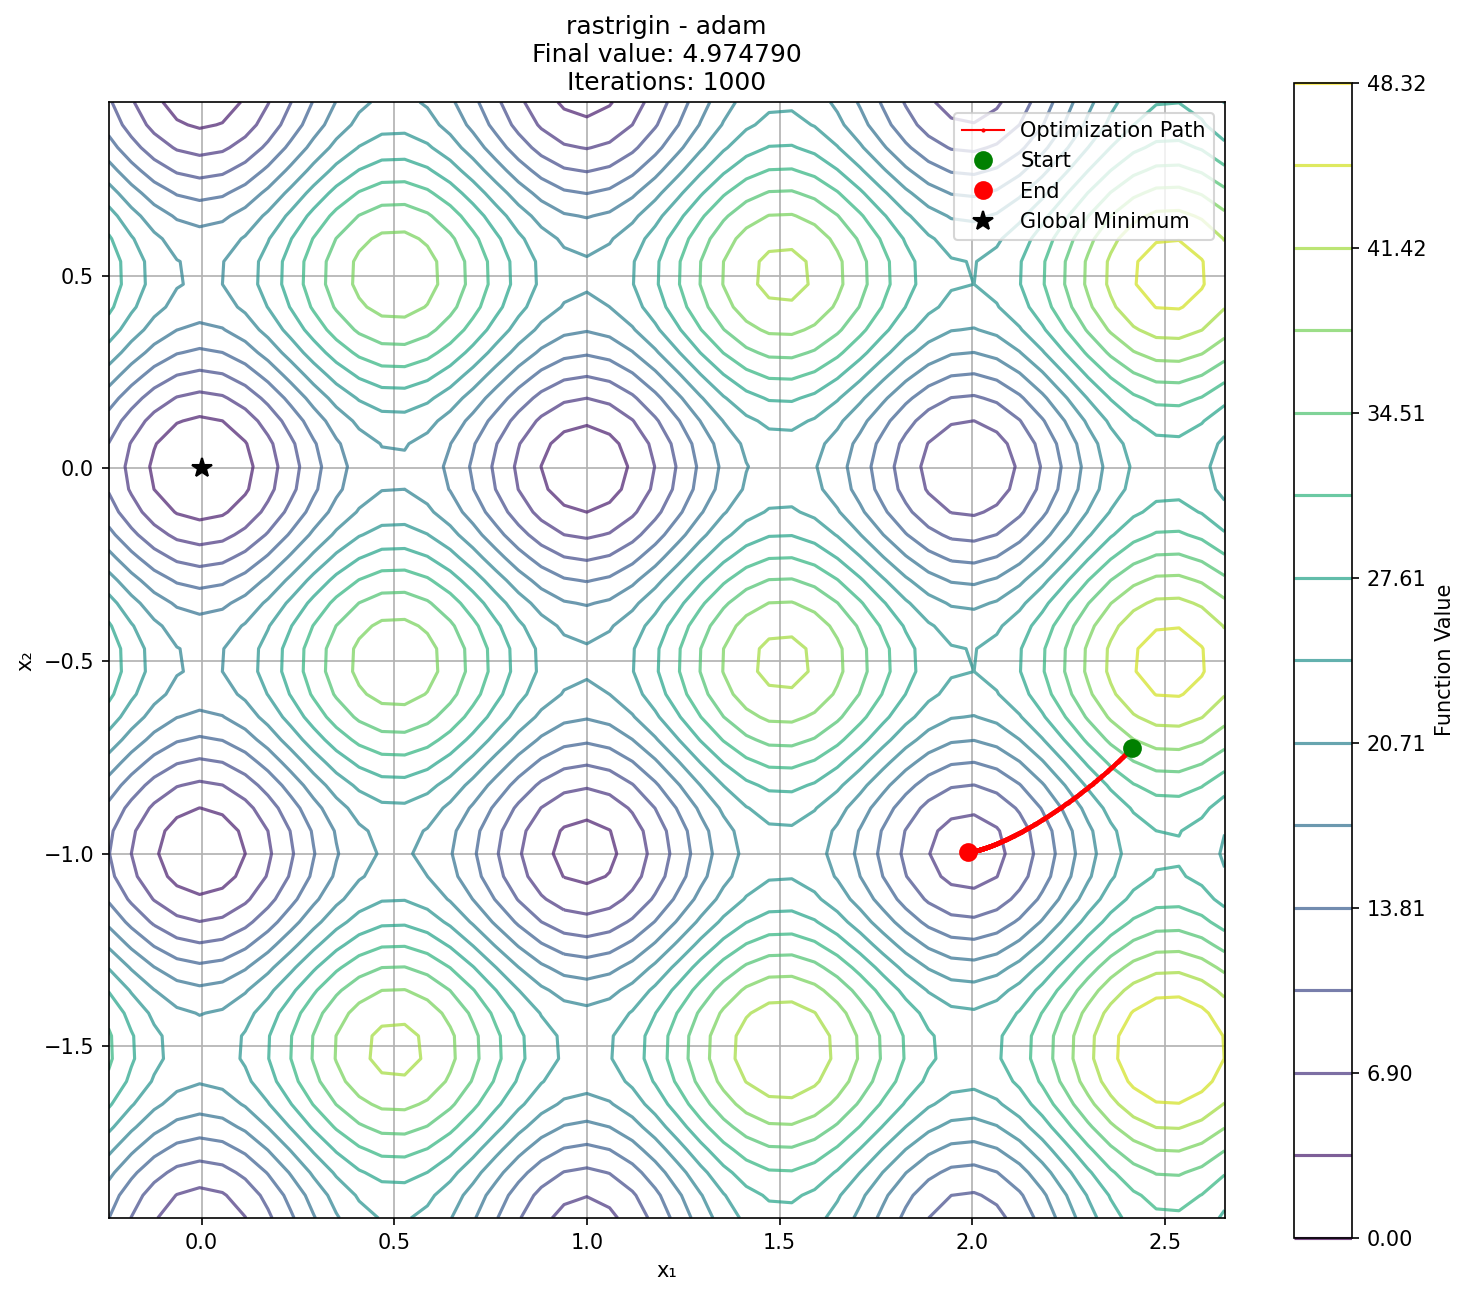 rastrigin - adam
Final value: 4.974790
Iterations: 1000
Optimization Path
Start
End
Global Minimum
0.5
0.0
−0.5
−1.0
−1.5
x₂
0.0
0.5
1.0
1.5
2.0
2.5
x₁
48.32
41.42
34.51
27.61
20.71
13.81
6.90
0.00
Function Value